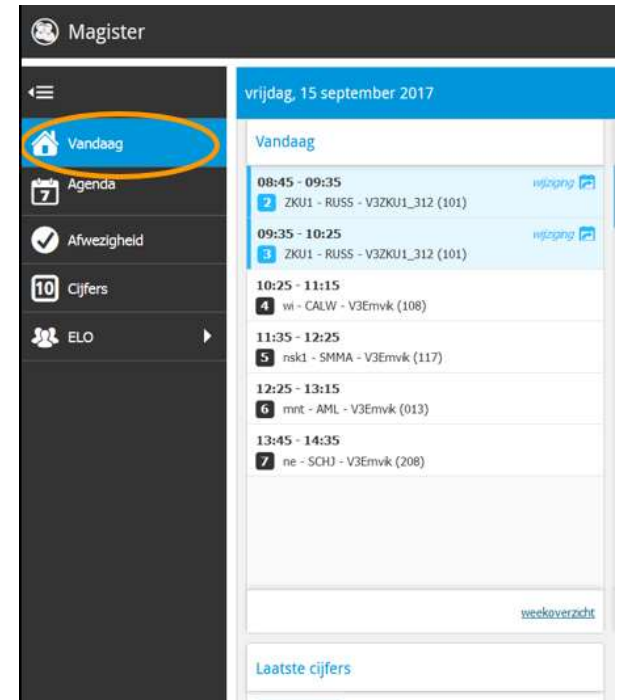 Magister
vrijdag, 15 september 2017
Vandaag
7
Agenda
Afwezigheid
10
Cijfers
ELO
Vandaag
08:45 - 09:35
wijziging
2 ZKU1 - RUSS - V3ZKU1_312 (101)
09:35 - 10:25
wijziging
3 ZKU1 - RUSS - V3ZKU1_312 (101)
10:25 - 11:15
4 wi - CALW - V3Emvik (108)
11:35 - 12:25
5 nsk1 - SMMA - V3Emvik (117)
12:25 - 13:15
6 mnt - AML - V3Emvik (013)
13:45 - 14:35
7 ne - SCHJ - V3Emvik (208)
weekoverzicht
Laatste cijfers